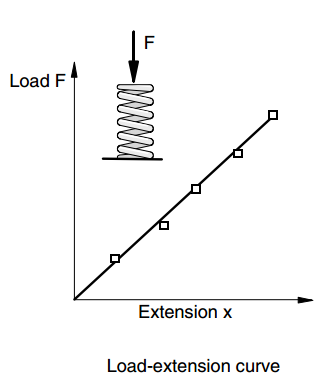 F
Load F
Extension x
Load-extension curve